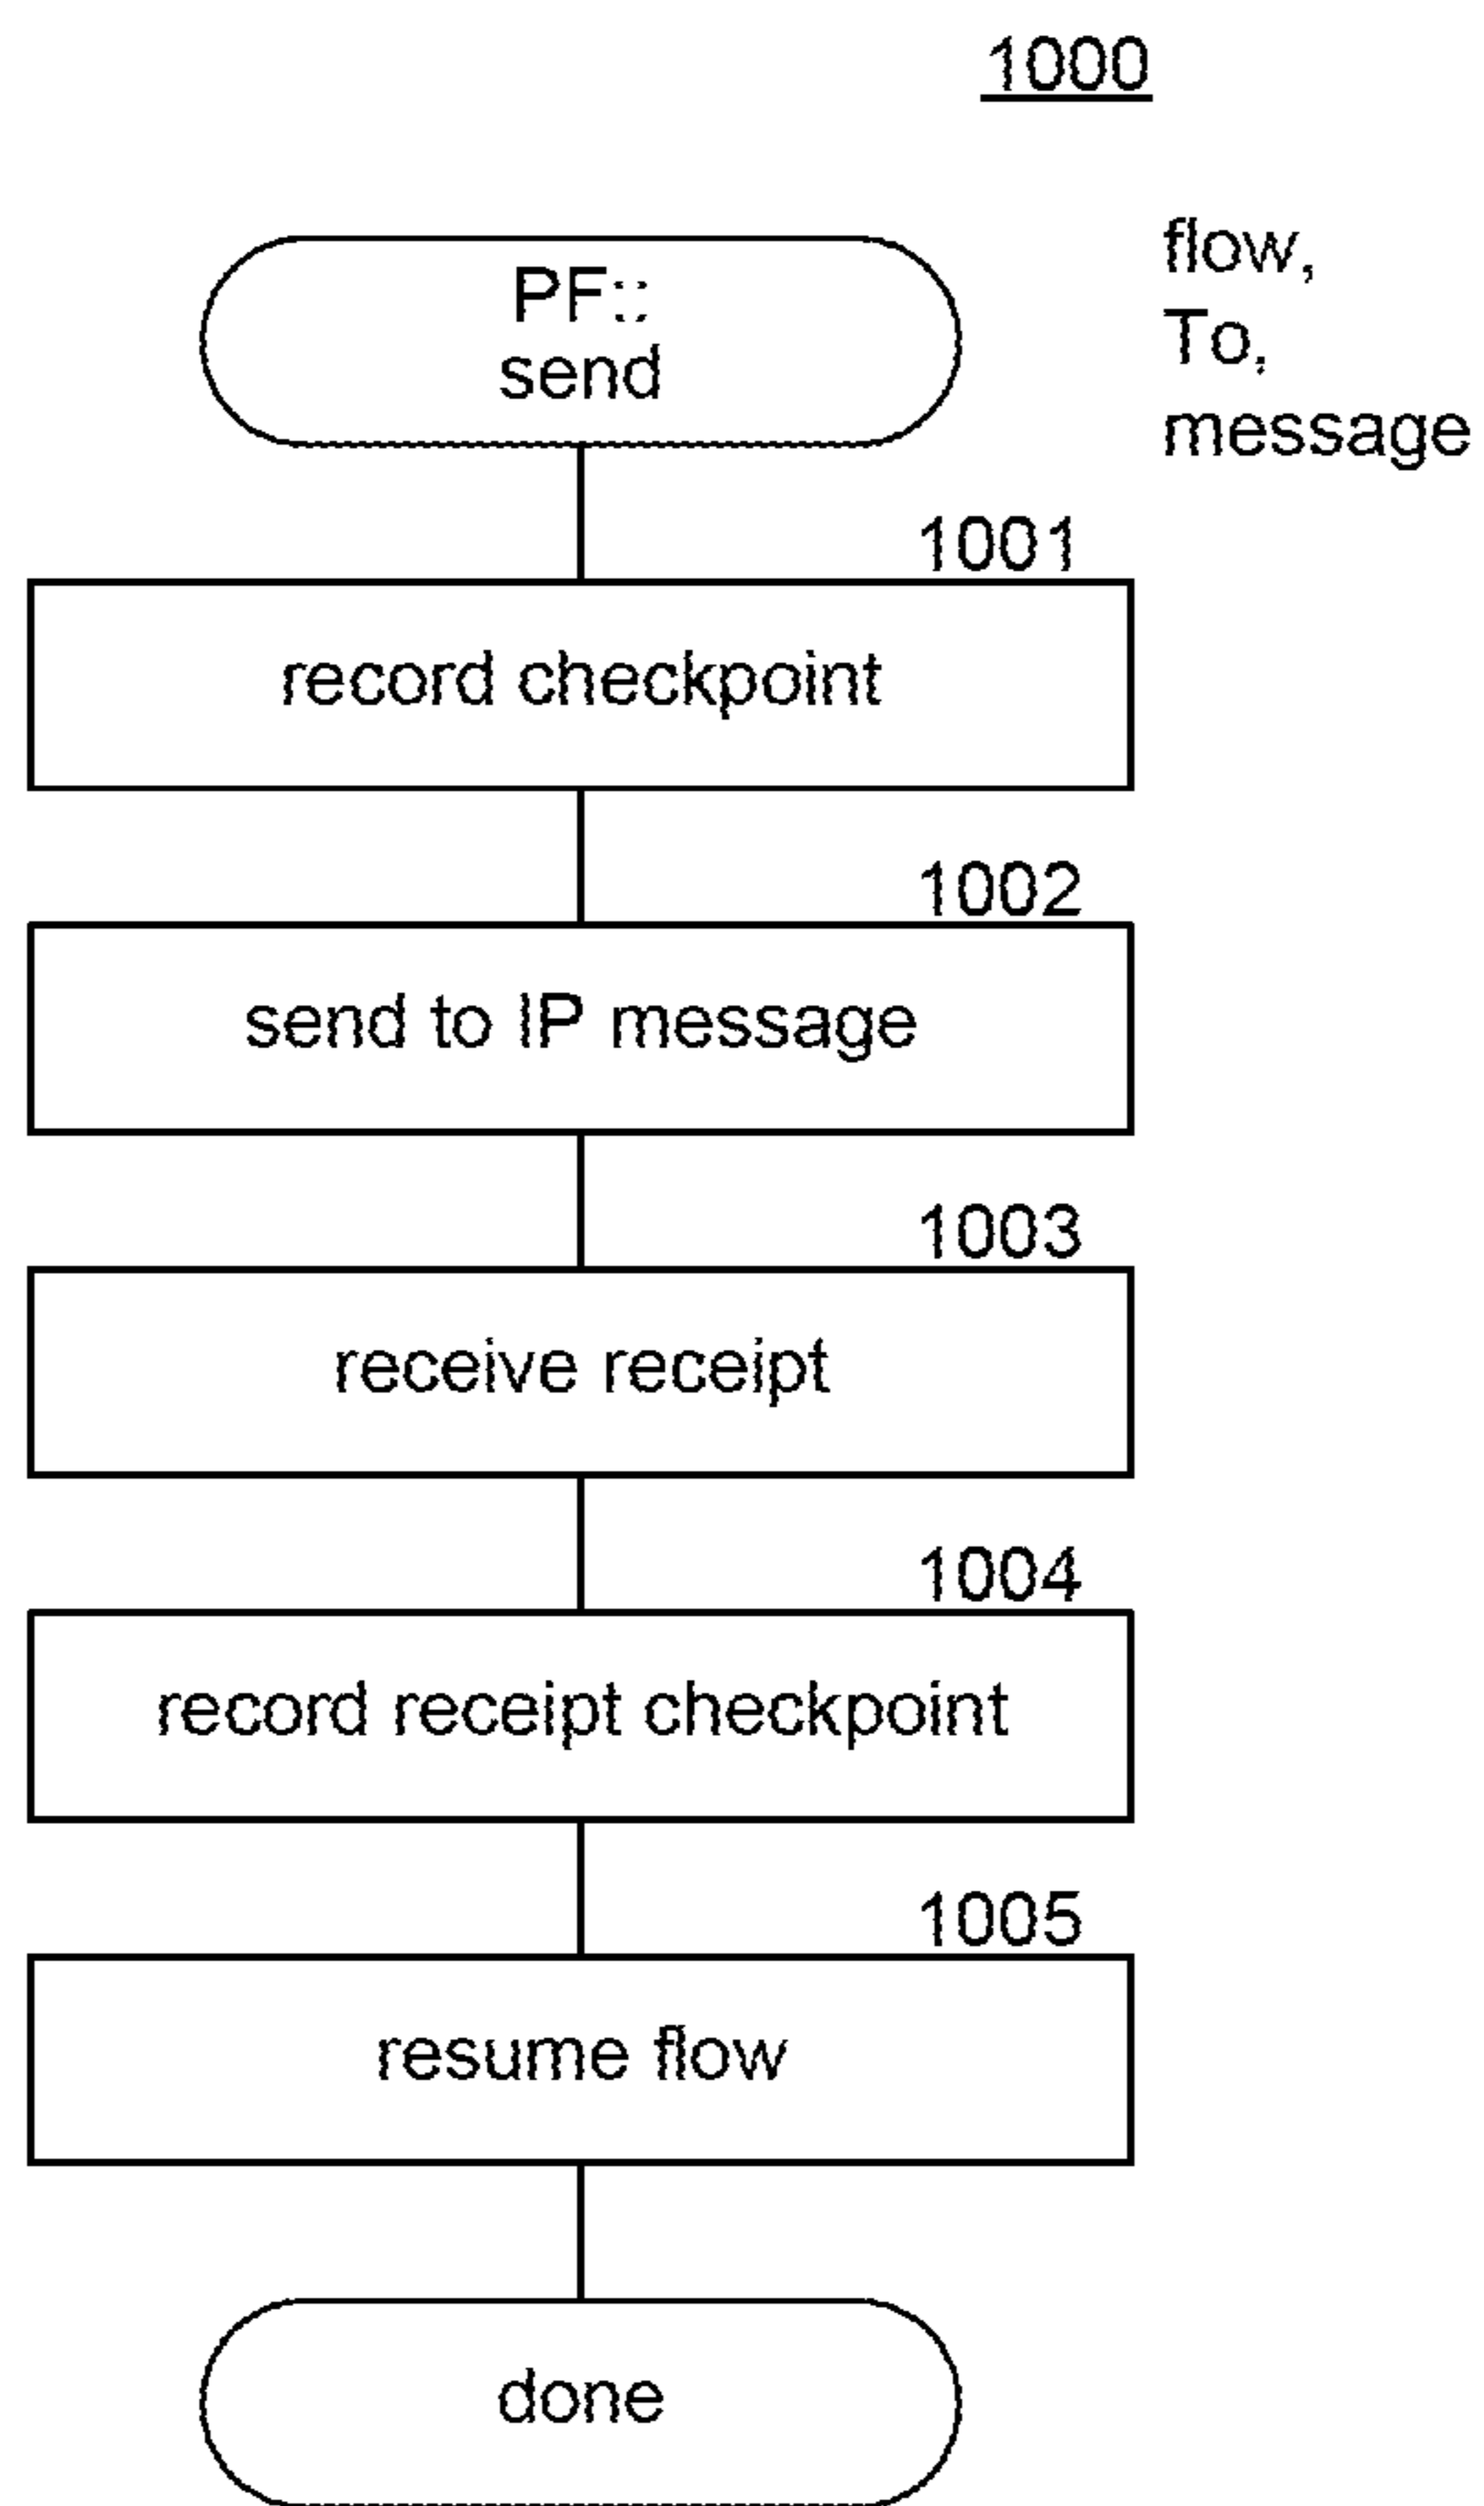 1000
PF::
send
flow,
To,
message
1001
record checkpoint
1002
send to IP message
1003
receive receipt
1004
record receipt checkpoint
1005
resume flow
done